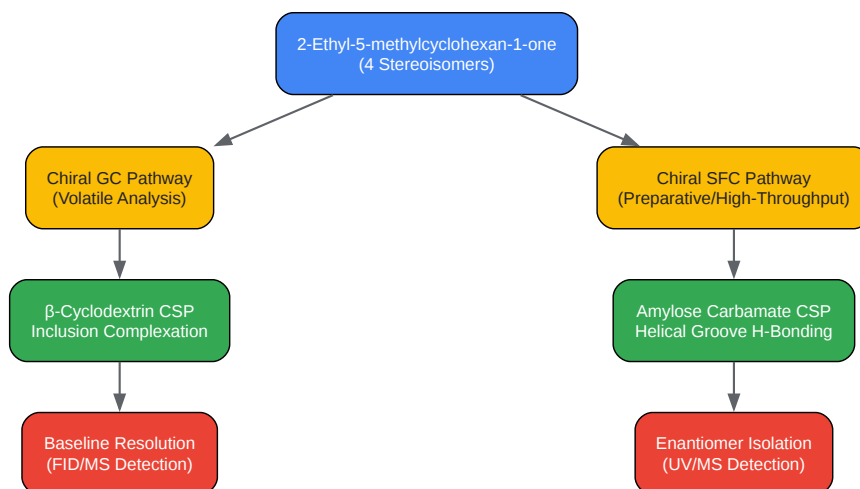 2-Ethyl-5-methylcyclohexan-1-one
(4 Stereoisomers)
Chiral GC Pathway
(Volatile Analysis)
Chiral SFC Pathway
(Preparative/High-Throughput)
β-Cyclodextrin CSP
Inclusion Complexation
Amylose Carbamate CSP
Helical Groove H-Bonding
Baseline Resolution
(FID/MS Detection)
Enantiomer Isolation
(UV/MS Detection)